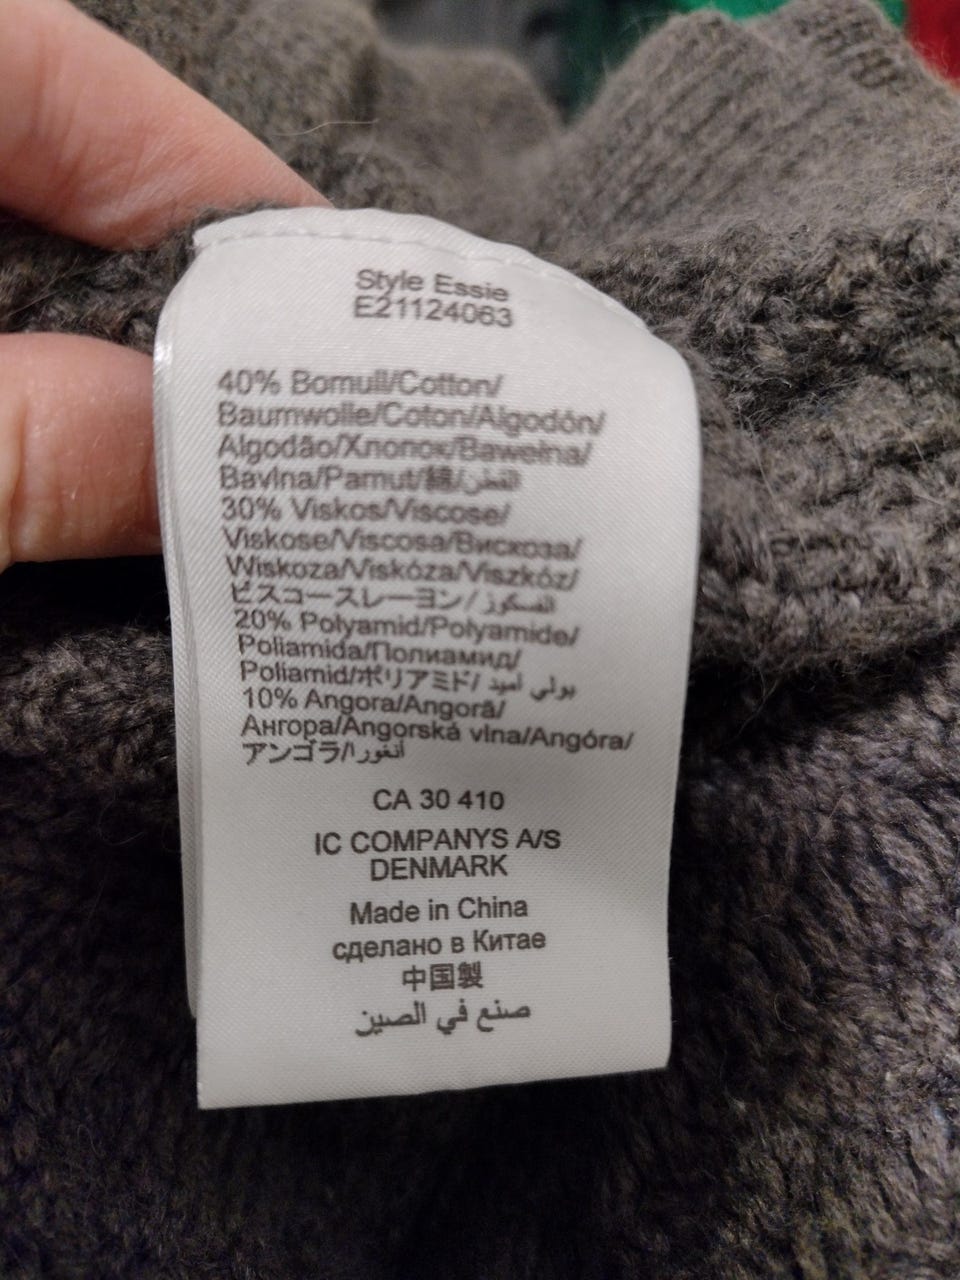 Style Essie
E21124063
40% Bomull/Cotton/
Baumwolle/Coton/Algodón/
Algodão/Хлопок/Bawełna/
Bavlna/Pamut/綿/القطن
30% Viskos/Viscose/
Viskose/Viscosa/Вискоза/
Wiskoza/Viskóza/Viszkóz/
ビスコースレーヨン/الفسكوز
20% Polyamid/Polyamide/
Poliamida/Полиамид/
Poliamid/ポリアミド/بولي أميد
10% Angora/Angorá/
Ангора/Angorská vlna/Angóra/
アンゴラ/أنغورا
CA 30 410
IC COMPANYS A/S
DENMARK
Made in China
сделано в Китае
中国製
صنع في الصين